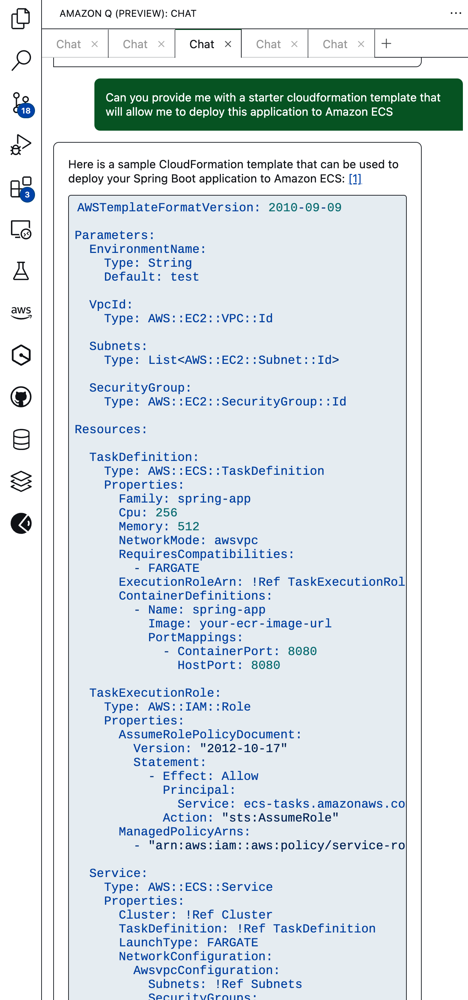 AMAZON Q (PREVIEW): CHAT
Chat
Chat
Chat
Chat
Chat
Can you provide me with a starter cloudformation template that
will allow me to deploy this application to Amazon ECS
18
3
aws
Here is a sample CloudFormation template that can be used to
deploy your Spring Boot application to Amazon ECS: [1]
AWSTemplateFormatVersion: 2010-09-09
Parameters:
  EnvironmentName:
    Type: String
    Default: test
  VpcId:
    Type: AWS::EC2::VPC::Id
  Subnets:
    Type: List<AWS::EC2::Subnet::Id>
  SecurityGroup:
    Type: AWS::EC2::SecurityGroup::Id
Resources:
  TaskDefinition:
    Type: AWS::ECS::TaskDefinition
    Properties:
      Family: spring-app
      Cpu: 256
      Memory: 512
      NetworkMode: awsvpc
      RequiresCompatibilities:
        - FARGATE
      ExecutionRoleArn: !Ref TaskExecutionRol
      ContainerDefinitions:
        - Name: spring-app
          Image: your-ecr-image-url
          PortMappings:
            - ContainerPort: 8080
              HostPort: 8080
  TaskExecutionRole:
    Type: AWS::IAM::Role
    Properties:
      AssumeRolePolicyDocument:
        Version: "2012-10-17"
        Statement:
          - Effect: Allow
            Principal:
              Service: ecs-tasks.amazonaws.co
            Action: "sts:AssumeRole"
      ManagedPolicyArns:
        - "arn:aws:iam::aws:policy/service-ro
  Service:
    Type: AWS::ECS::Service
    Properties:
      Cluster: !Ref Cluster
      TaskDefinition: !Ref TaskDefinition
      LaunchType: FARGATE
      NetworkConfiguration:
        AwsvpcConfiguration:
          Subnets: !Ref Subnets
          SecurityGroups: